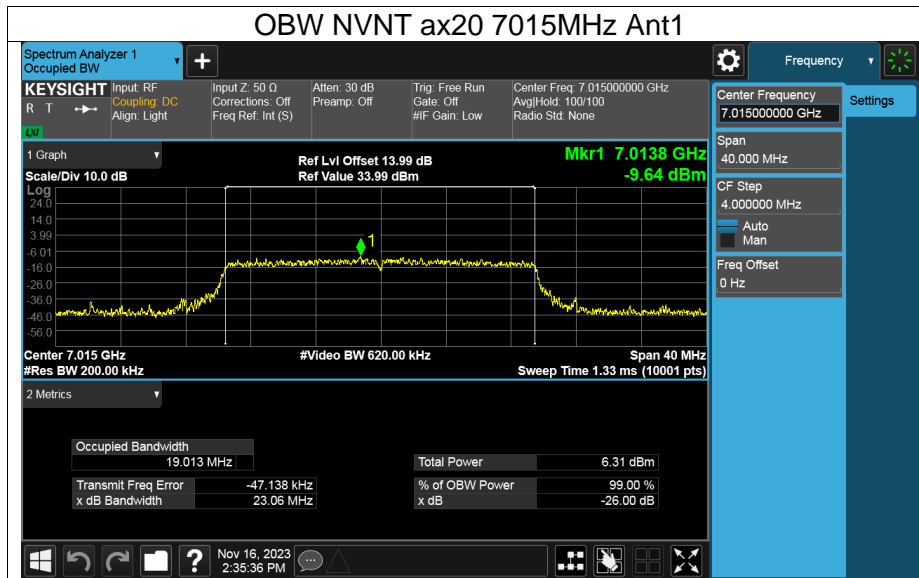 OBW NVNT ax20 7015MHz Ant1
Spectrum Analyzer 1
Occupied BW
+
Frequency
KEYSIGHT
R T
LXI
Input: RF
Coupling: DC
Align: Light
Input Z: 50 Ω
Corrections: Off
Freq Ref: Int (S)
Atten: 30 dB
Preamp: Off
Trig: Free Run
Gate: Off
#IF Gain: Low
Center Freq: 7.015000000 GHz
Avg|Hold: 100/100
Radio Std: None
Center Frequency
7.015000000 GHz
Settings
Span
40.000 MHz
CF Step
4.000000 MHz
Auto
Man
Freq Offset
0 Hz
1 Graph
Scale/Div 10.0 dB
Ref Lvl Offset 13.99 dB
Ref Value 33.99 dBm
Mkr1 7.0138 GHz
-9.64 dBm
Log
24.0
14.0
3.99
-6.01
-16.0
-26.0
-36.0
-46.0
-56.0
1
Center 7.015 GHz
#Res BW 200.00 kHz
#Video BW 620.00 kHz
Span 40 MHz
Sweep Time 1.33 ms (10001 pts)
2 Metrics
Occupied Bandwidth
19.013 MHz
Total Power 6.31 dBm
Transmit Freq Error -47.138 kHz
% of OBW Power 99.00 %
x dB Bandwidth 23.06 MHz
x dB -26.00 dB
?
Nov 16, 2023
2:35:36 PM